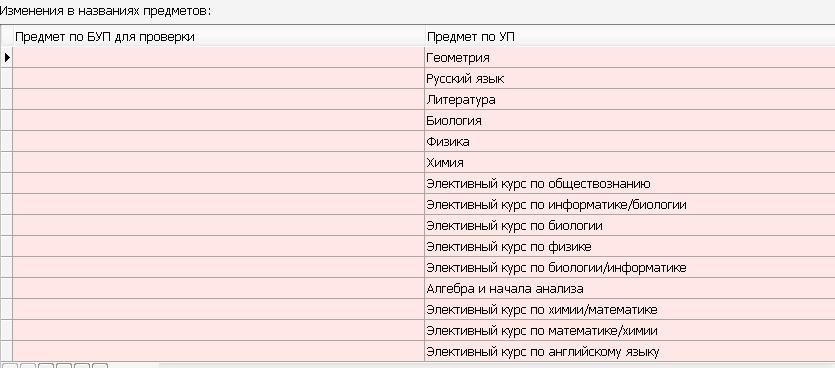 Изменения в названиях предметов:
Предмет по БУП для проверки Предмет по УП
Геометрия
Русский язык
Литература
Биология
Физика
Химия
Элективный курс по обществознанию
Элективный курс по информатике/биологии
Элективный курс по биологии
Элективный курс по физике
Элективный курс по биологии/информатике
Алгебра и начала анализа
Элективный курс по химии/математике
Элективный курс по математике/химии
Элективный курс по английскому языку